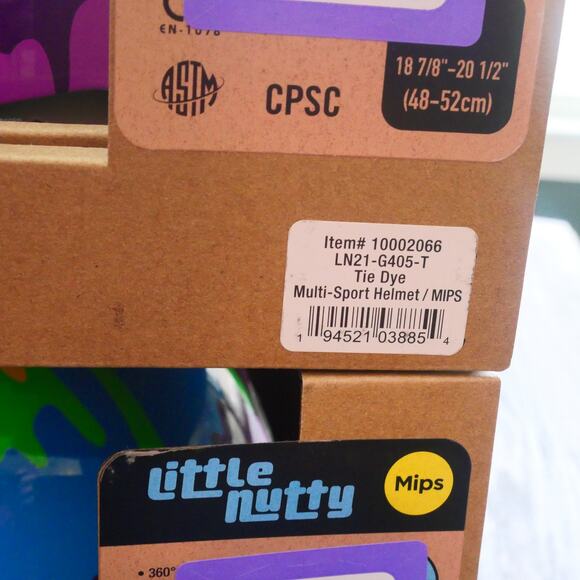 EN-1078
ASTM
CPSC
18 7/8"-20 1/2"
(48-52cm)
Item# 10002066
LN21-G405-T
Tie Dye
Multi-Sport Helmet / MIPS
1 94521 03885 4
Little
nutty
Mips
• 360°